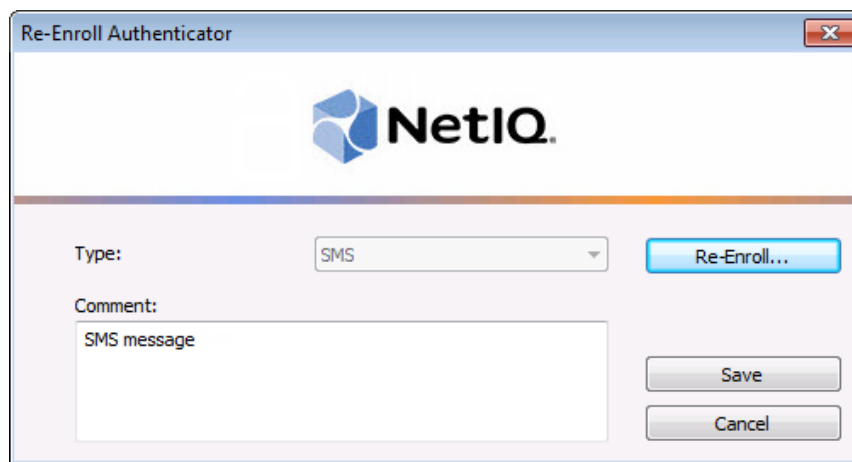 Re-Enroll Authenticator
NetIQ.
Type:
SMS
Re-Enroll...
Comment:
SMS message
Save
Cancel